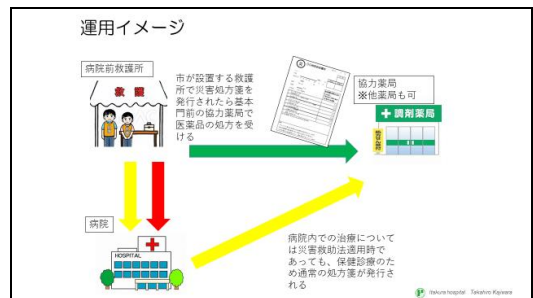 運用イメージ
病院前救護所
救護
市が設置する救護
所で災害処方箋を
発行されたら基本
門前の協力薬局で
医薬品の処方を受
ける
協力薬局
※他薬局も可
調剤薬局
病院
HOSPITAL
病院内での治療について
は災害救助法適用時で
あっても、保健診療のた
め通常の処方箋が発行さ
れる
Itakura hospital Takahiro Kajiwara